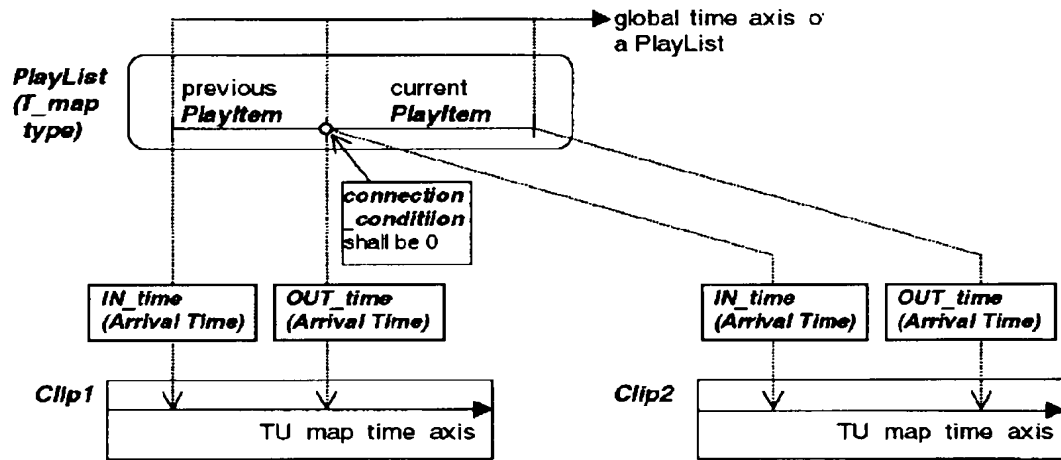 global time axis o
a PlayList
PlayList
(T_map
type)
previous
PlayItem
current
PlayItem
connection
_conditiion
shall be 0
IN_time
(Arrival Time)
OUT_time
(Arrival Time)
IN_time
(Arrival Time)
OUT_time
(Arrival Time)
Clip1
TU map time axis
Clip2
TU map time axis